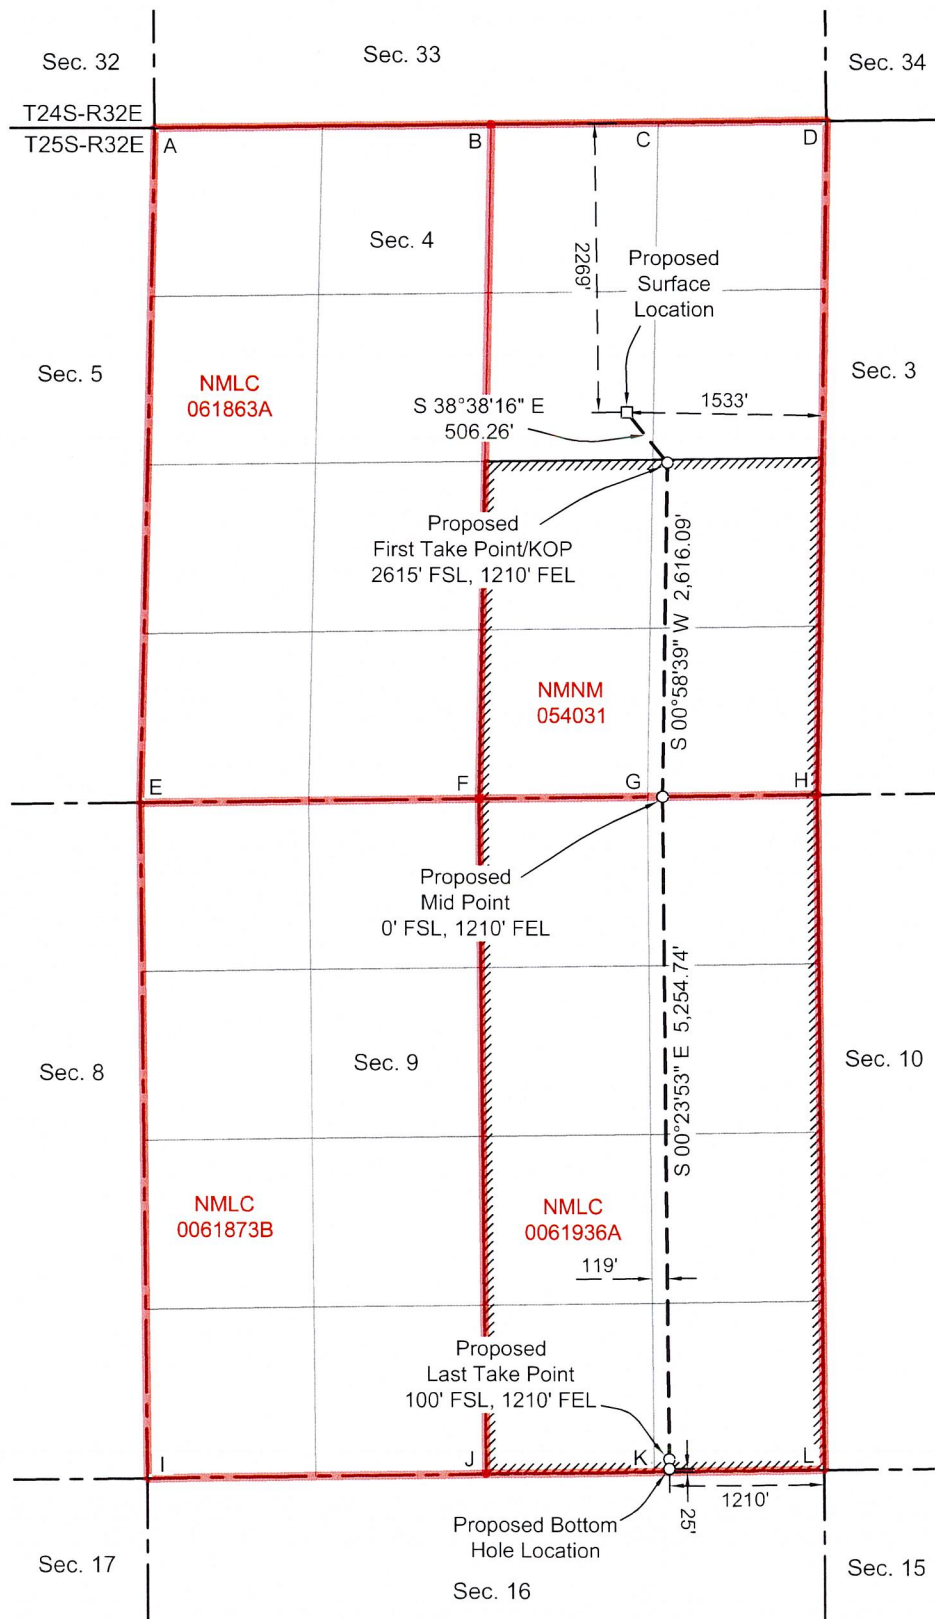 Sec. 32
Sec. 33
Sec. 34
T24S-R32E
T25S-R32E
A
B
C
D
Sec. 4
2269'
Proposed
Surface
Location
Sec. 5
Sec. 3
NMLC
061863A
S 38°38'16" E
506.26'
1533'
Proposed
First Take Point/KOP
2615' FSL, 1210' FEL
S 00°58'39" W 2,616.09'
NMNM
054031
E
F
G
H
Proposed
Mid Point
0' FSL, 1210' FEL
S 00°23'53" E 5,254.74'
Sec. 8
Sec. 9
Sec. 10
NMLC
0061873B
NMLC
0061936A
119'
Proposed
Last Take Point
100' FSL, 1210' FEL
I
J
K
L
1210'
25'
Proposed Bottom
Hole Location
Sec. 17
Sec. 16
Sec. 15